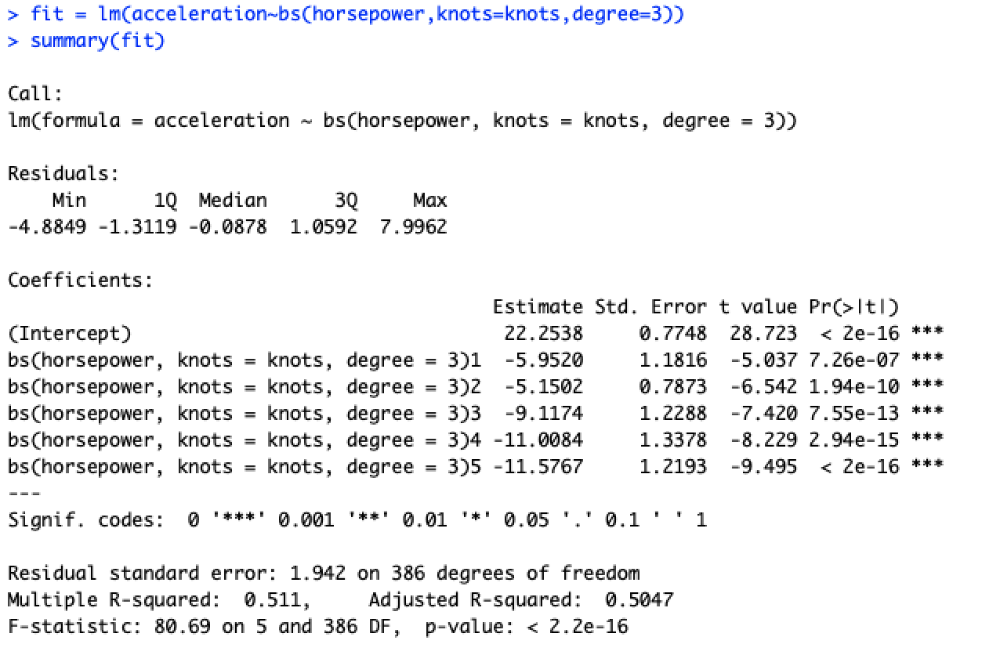 > fit = lm(acceleration~bs(horsepower,knots=knots,degree=3))
> summary(fit)

Call:
lm(formula = acceleration ~ bs(horsepower, knots = knots, degree = 3))

Residuals:
    Min      1Q  Median      3Q     Max
-4.8849 -1.3119 -0.0878  1.0592  7.9962

Coefficients:
                                           Estimate Std. Error t value Pr(>|t|)
(Intercept)                                 22.2538     0.7748  28.723  < 2e-16 ***
bs(horsepower, knots = knots, degree = 3)1  -5.9520     1.1816  -5.037 7.26e-07 ***
bs(horsepower, knots = knots, degree = 3)2  -5.1502     0.7873  -6.542 1.94e-10 ***
bs(horsepower, knots = knots, degree = 3)3  -9.1174     1.2288  -7.420 7.55e-13 ***
bs(horsepower, knots = knots, degree = 3)4 -11.0084     1.3378  -8.229 2.94e-15 ***
bs(horsepower, knots = knots, degree = 3)5 -11.5767     1.2193  -9.495  < 2e-16 ***
---
Signif. codes:  0 '***' 0.001 '**' 0.01 '*' 0.05 '.' 0.1 ' ' 1

Residual standard error: 1.942 on 386 degrees of freedom
Multiple R-squared:  0.511,     Adjusted R-squared:  0.5047
F-statistic: 80.69 on 5 and 386 DF,  p-value: < 2.2e-16